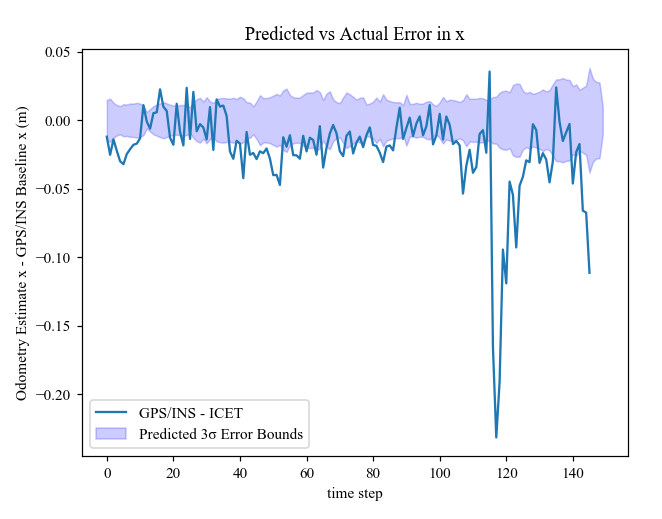 Predicted vs Actual Error in x
Odometry Estimate x - GPS/INS Baseline x (m)
0.05
0.00
−0.05
−0.10
−0.15
−0.20
GPS/INS - ICET
Predicted 3σ Error Bounds
0 20 40 60 80 100 120 140
time step